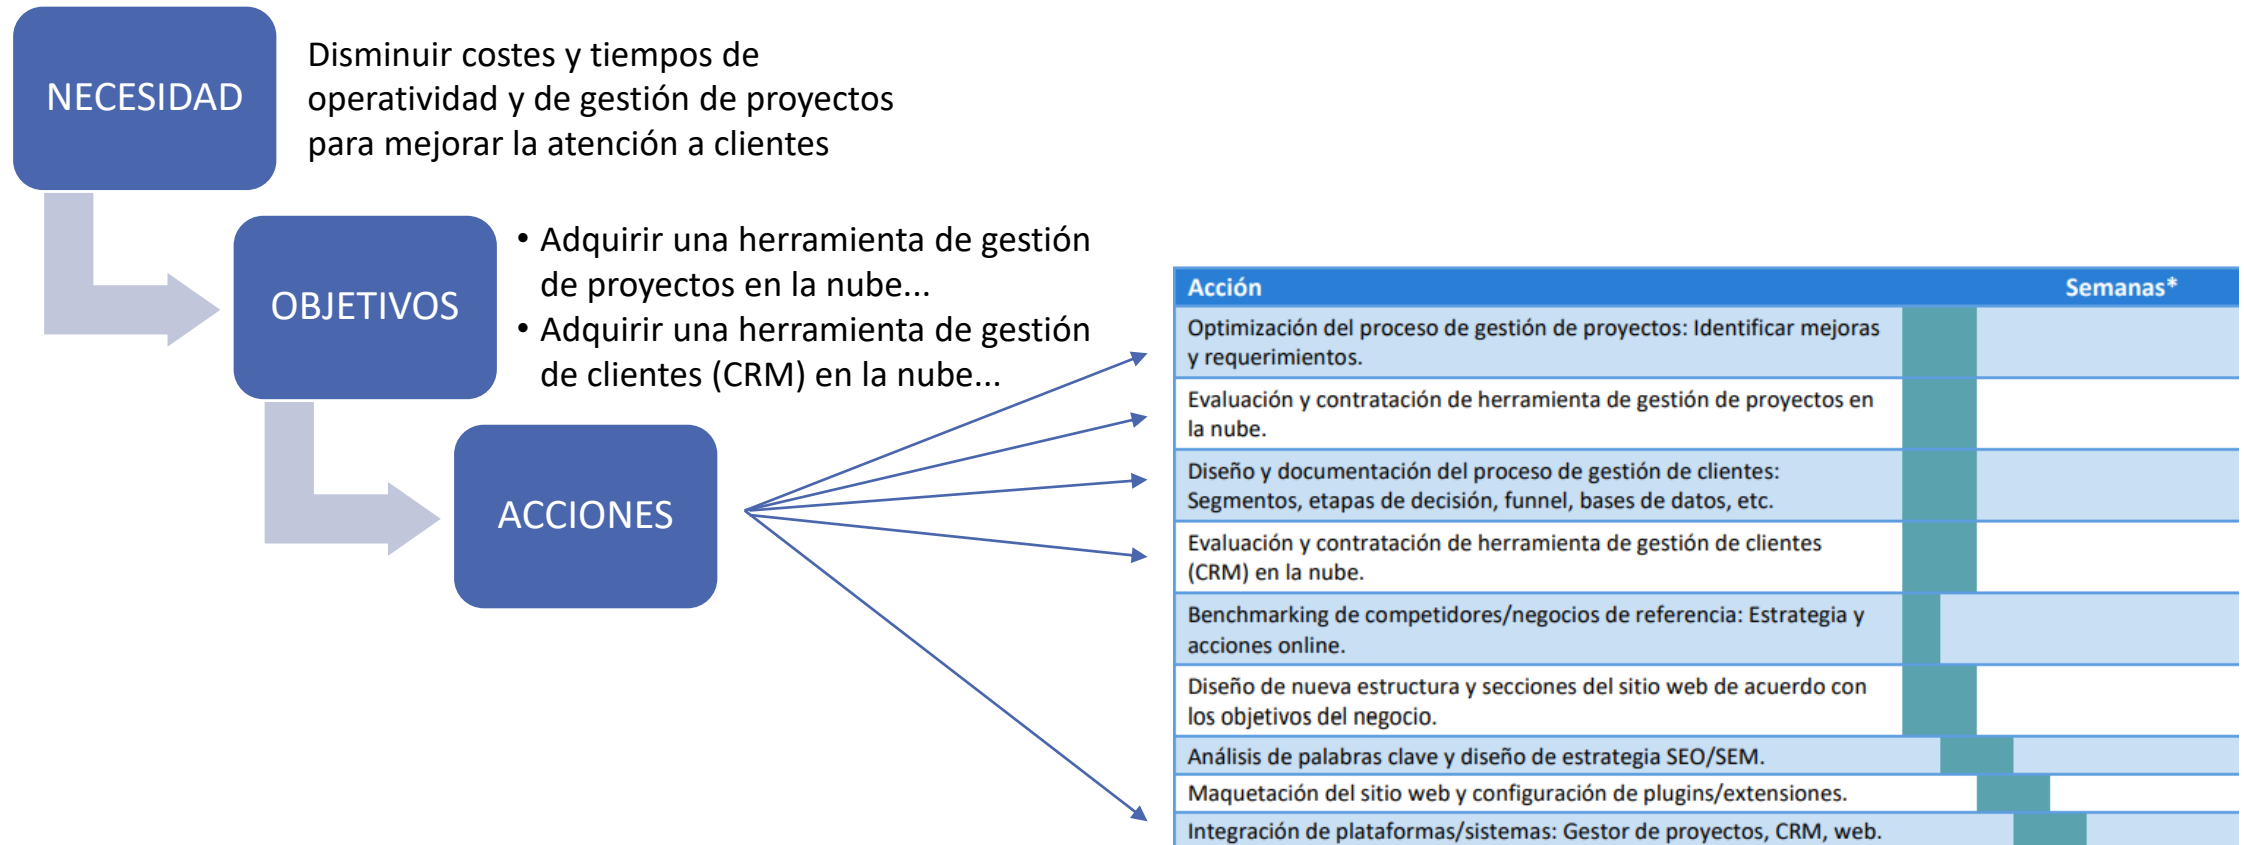 NECESIDAD
Disminuir costes y tiempos de
operatividad y de gestión de proyectos
para mejorar la atención a clientes
OBJETIVOS
• Adquirir una herramienta de gestión
de proyectos en la nube...
• Adquirir una herramienta de gestión
de clientes (CRM) en la nube...
ACCIONES
Acción Semanas*
Optimización del proceso de gestión de proyectos: Identificar mejoras
y requerimientos.
Evaluación y contratación de herramienta de gestión de proyectos en
la nube.
Diseño y documentación del proceso de gestión de clientes:
Segmentos, etapas de decisión, funnel, bases de datos, etc.
Evaluación y contratación de herramienta de gestión de clientes
(CRM) en la nube.
Benchmarking de competidores/negocios de referencia: Estrategia y
acciones online.
Diseño de nueva estructura y secciones del sitio web de acuerdo con
los objetivos del negocio.
Análisis de palabras clave y diseño de estrategia SEO/SEM.
Maquetación del sitio web y configuración de plugins/extensiones.
Integración de plataformas/sistemas: Gestor de proyectos, CRM, web.